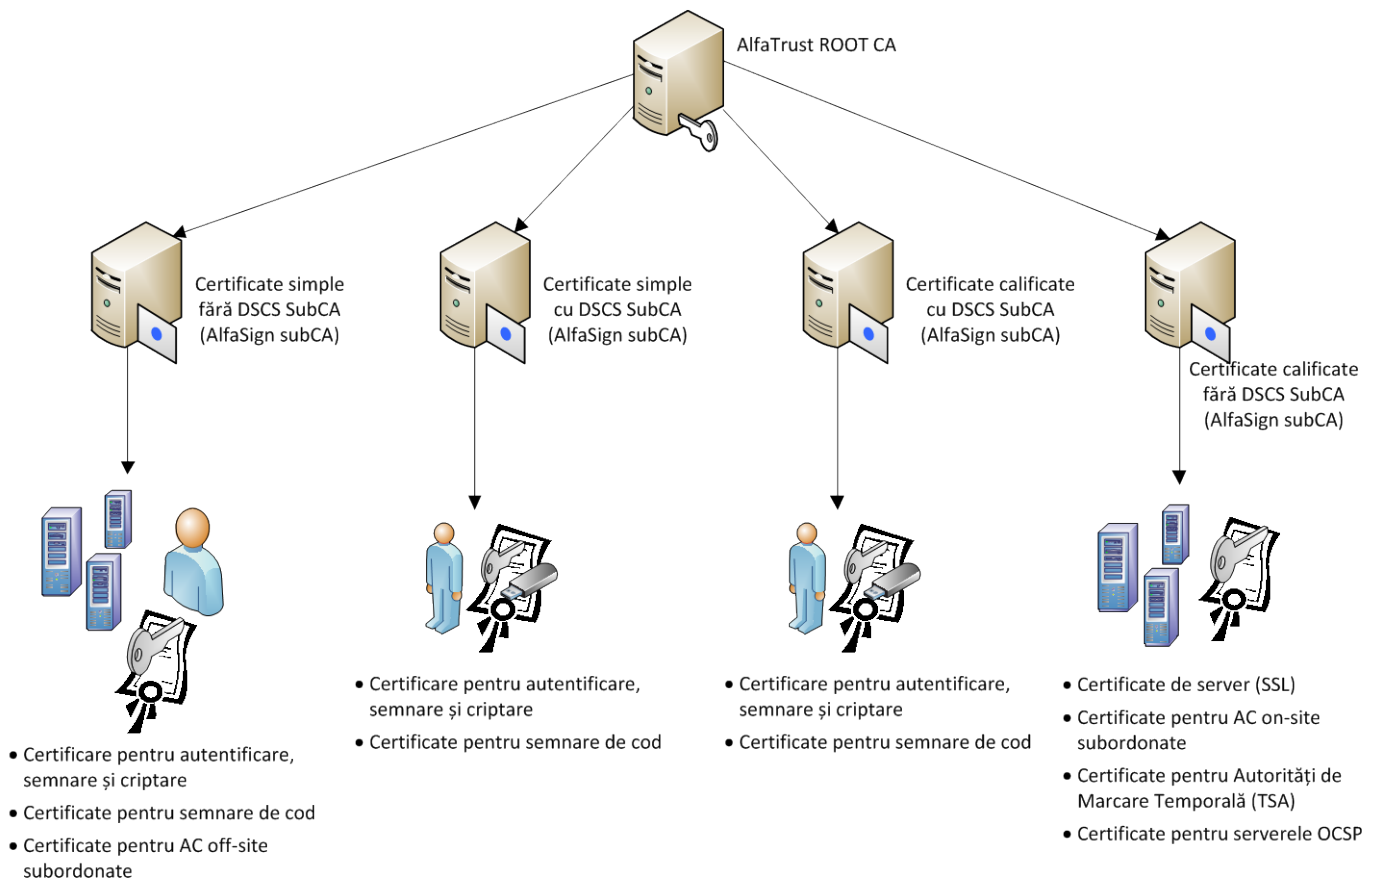 AlfaTrust ROOT CA
Certificate simple
fără DSCS SubCA
(AlfaSign subCA)
Certificate simple
cu DSCS SubCA
(AlfaSign subCA)
Certificate calificate
cu DSCS SubCA
(AlfaSign subCA)
Certificate calificate
fără DSCS SubCA
(AlfaSign subCA)
• Certificare pentru autentificare,
semnare și criptare
• Certificate pentru semnare de cod
• Certificate pentru AC off-site
subordonate
• Certificare pentru autentificare,
semnare și criptare
• Certificate pentru semnare de cod
• Certificare pentru autentificare,
semnare și criptare
• Certificate pentru semnare de cod
• Certificate de server (SSL)
• Certificate pentru AC on-site
subordonate
• Certificate pentru Autorități de
Marcare Temporală (TSA)
• Certificate pentru serverele OCSP